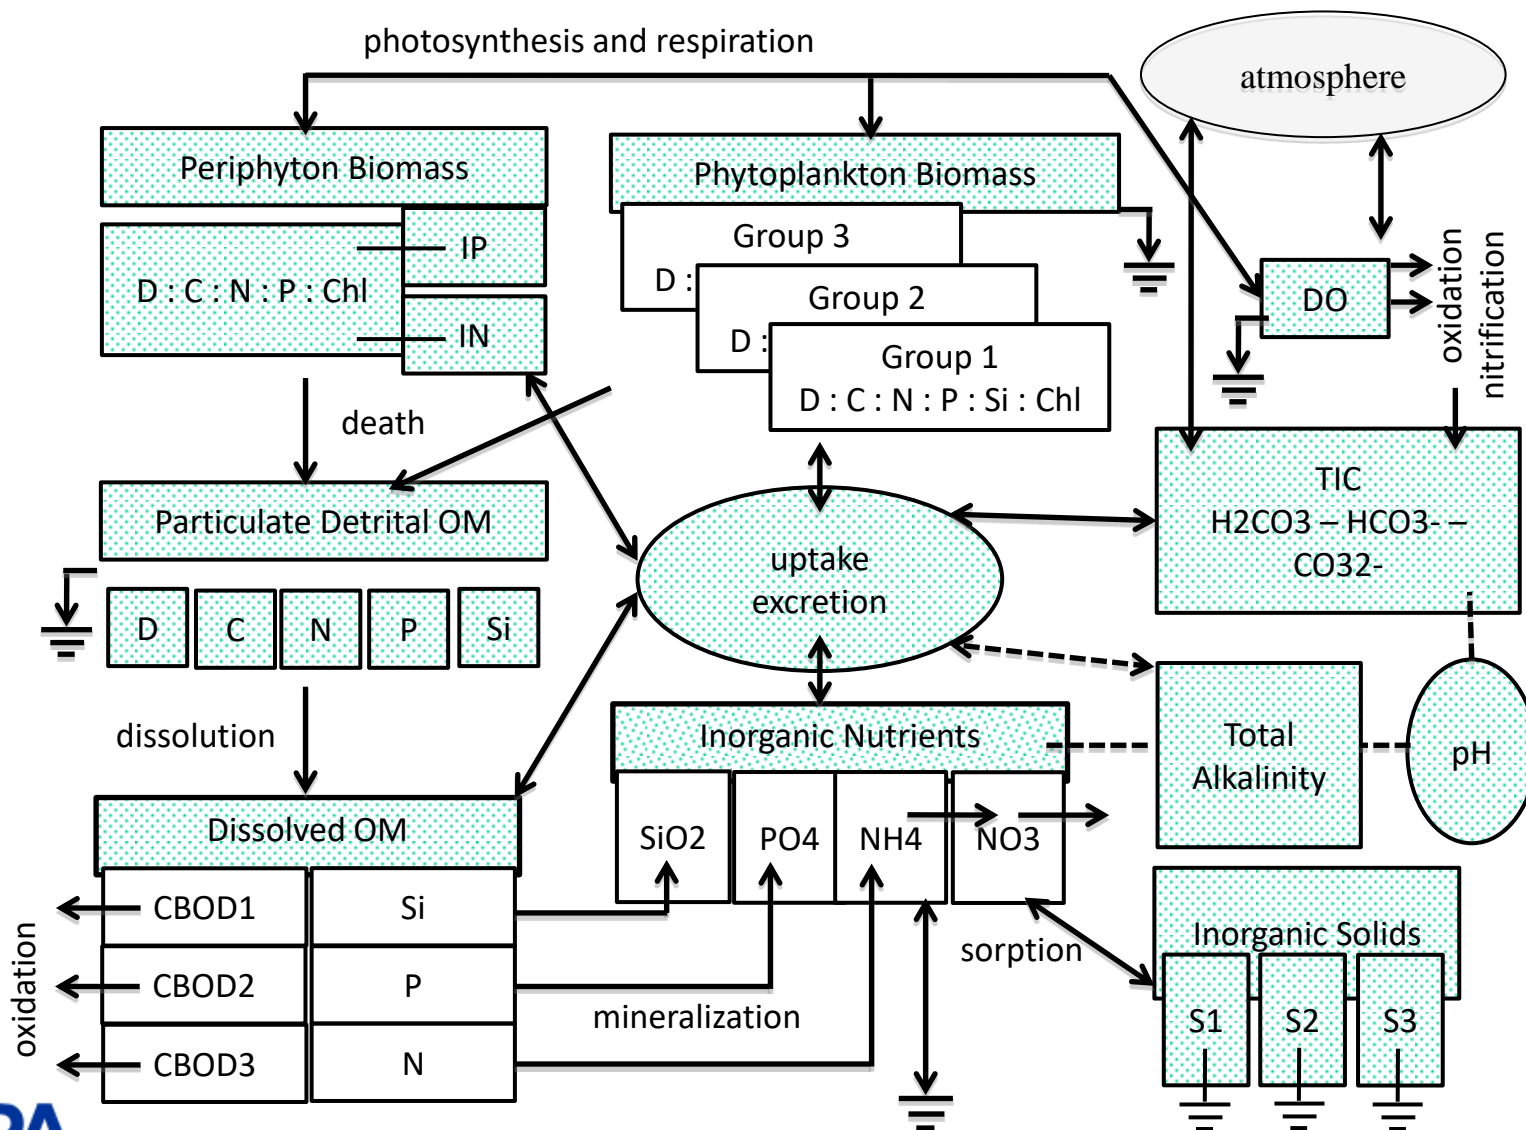 photosynthesis and respiration
atmosphere
Periphyton Biomass
D : C : N : P : Chl
IP
IN
Phytoplankton Biomass
Group 3
D :
Group 2
D :
Group 1
D : C : N : P : Si : Chl
DO
oxidation
nitrification
death
Particulate Detrital OM
D
C
N
P
Si
uptake
excretion
TIC
H2CO3 – HCO3- –
CO32-
dissolution
Inorganic Nutrients
SiO2
PO4
NH4
NO3
Total
Alkalinity
pH
Dissolved OM
CBOD1
Si
CBOD2
P
CBOD3
N
oxidation
mineralization
sorption
Inorganic Solids
S1
S2
S3